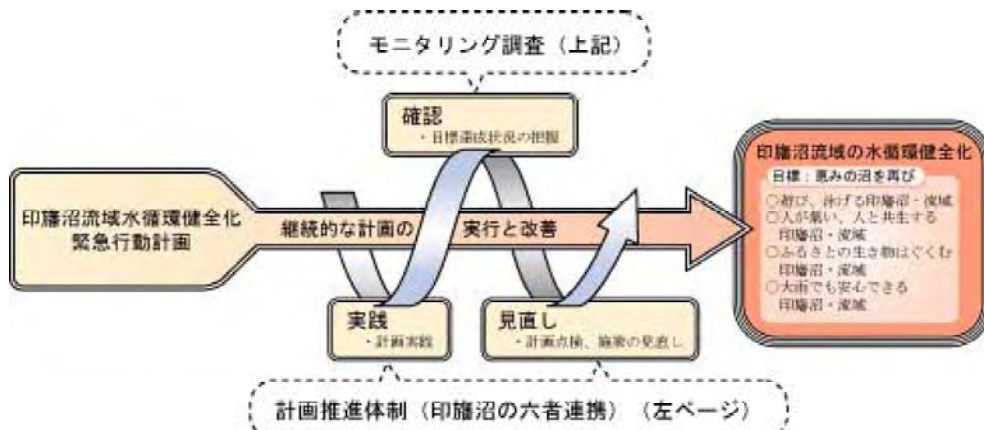 モニタリング調査（上記）
確認
・目標達成状況の把握
印旛沼流域水循環健全化
緊急行動計画
継続的な計画の 実行と改善
実践
・計画実践
見直し
・計画点検、施策の見直し
計画推進体制（印旛沼の六者連携）（左ページ）
印旛沼流域の水循環健全化
目標：恵みの沼を再び
○遊び、泳げる印旛沼・流域
○人が集い、人と共生する
印旛沼・流域
○ふるさとの生き物はぐくむ
印旛沼・流域
○大雨でも安心できる
印旛沼・流域